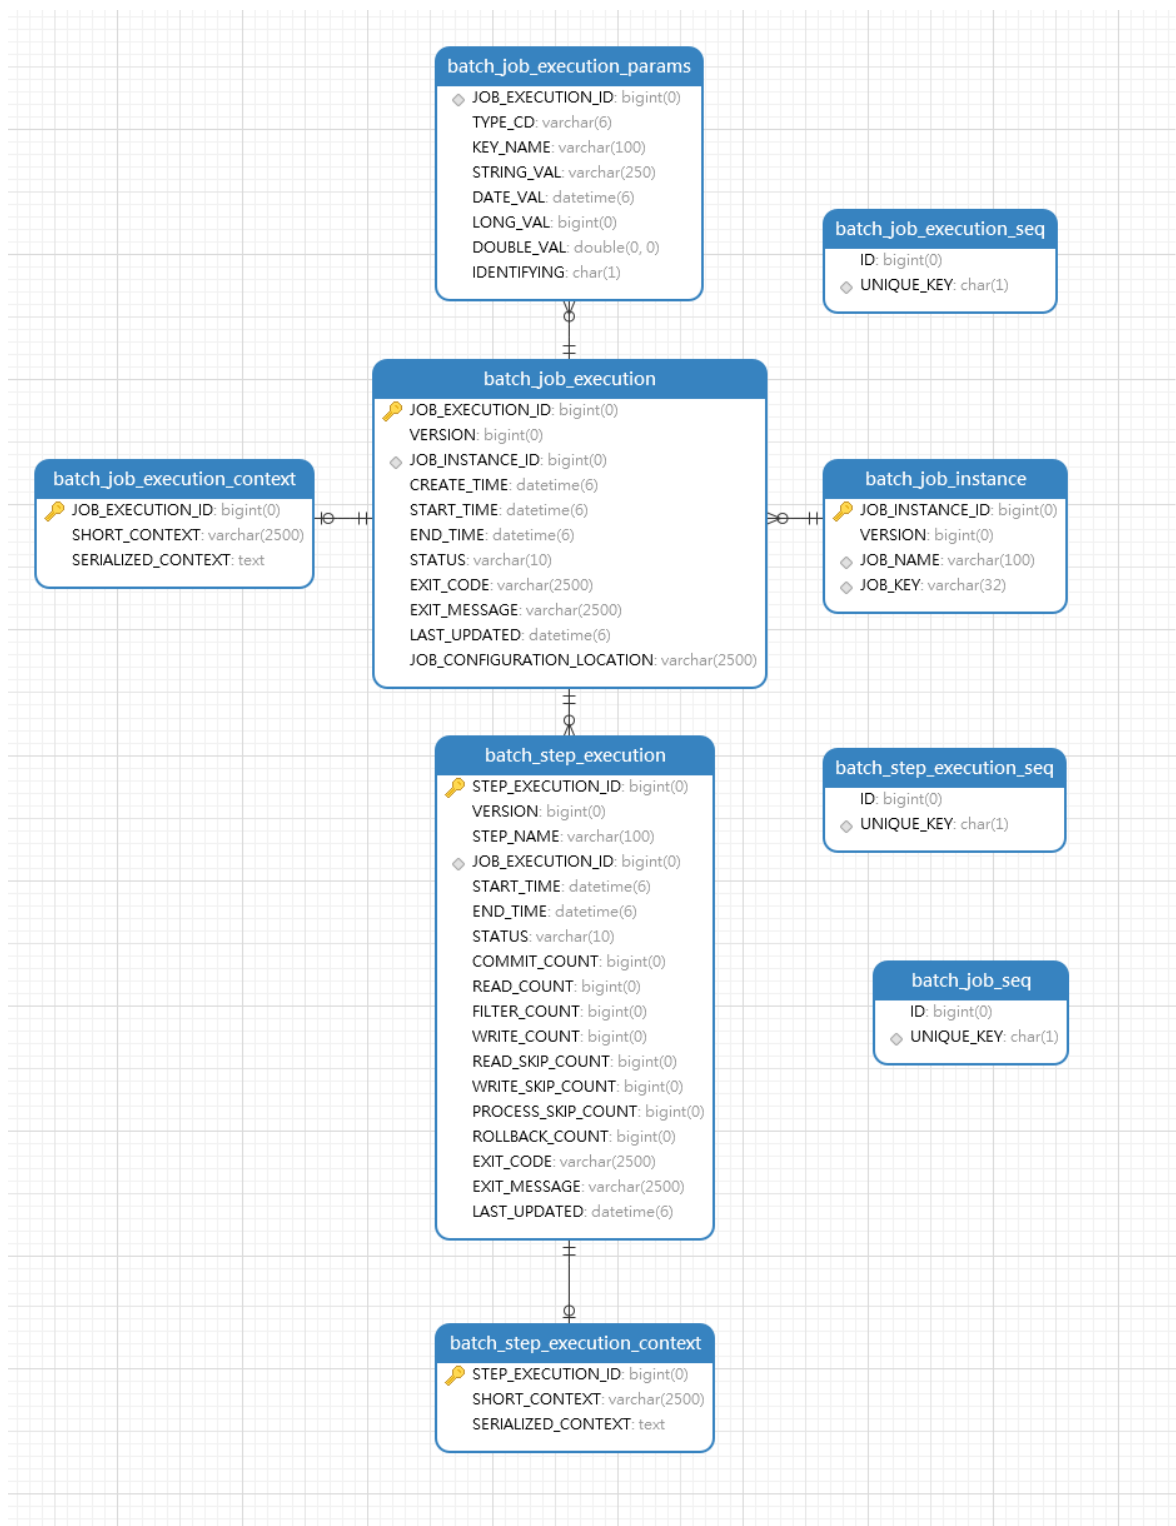 batch_job_execution_params
JOB_EXECUTION_ID: bigint(0)
TYPE_CD: varchar(6)
KEY_NAME: varchar(100)
STRING_VAL: varchar(250)
DATE_VAL: datetime(6)
LONG_VAL: bigint(0)
DOUBLE_VAL: double(0, 0)
IDENTIFYING: char(1)
batch_job_execution_seq
ID: bigint(0)
UNIQUE_KEY: char(1)
batch_job_execution
JOB_EXECUTION_ID: bigint(0)
VERSION: bigint(0)
JOB_INSTANCE_ID: bigint(0)
CREATE_TIME: datetime(6)
START_TIME: datetime(6)
END_TIME: datetime(6)
STATUS: varchar(10)
EXIT_CODE: varchar(2500)
EXIT_MESSAGE: varchar(2500)
LAST_UPDATED: datetime(6)
JOB_CONFIGURATION_LOCATION: varchar(2500)
batch_job_execution_context
JOB_EXECUTION_ID: bigint(0)
SHORT_CONTEXT: varchar(2500)
SERIALIZED_CONTEXT: text
batch_job_instance
JOB_INSTANCE_ID: bigint(0)
VERSION: bigint(0)
JOB_NAME: varchar(100)
JOB_KEY: varchar(32)
batch_step_execution
STEP_EXECUTION_ID: bigint(0)
VERSION: bigint(0)
STEP_NAME: varchar(100)
JOB_EXECUTION_ID: bigint(0)
START_TIME: datetime(6)
END_TIME: datetime(6)
STATUS: varchar(10)
COMMIT_COUNT: bigint(0)
READ_COUNT: bigint(0)
FILTER_COUNT: bigint(0)
WRITE_COUNT: bigint(0)
READ_SKIP_COUNT: bigint(0)
WRITE_SKIP_COUNT: bigint(0)
PROCESS_SKIP_COUNT: bigint(0)
ROLLBACK_COUNT: bigint(0)
EXIT_CODE: varchar(2500)
EXIT_MESSAGE: varchar(2500)
LAST_UPDATED: datetime(6)
batch_step_execution_seq
ID: bigint(0)
UNIQUE_KEY: char(1)
batch_job_seq
ID: bigint(0)
UNIQUE_KEY: char(1)
batch_step_execution_context
STEP_EXECUTION_ID: bigint(0)
SHORT_CONTEXT: varchar(2500)
SERIALIZED_CONTEXT: text